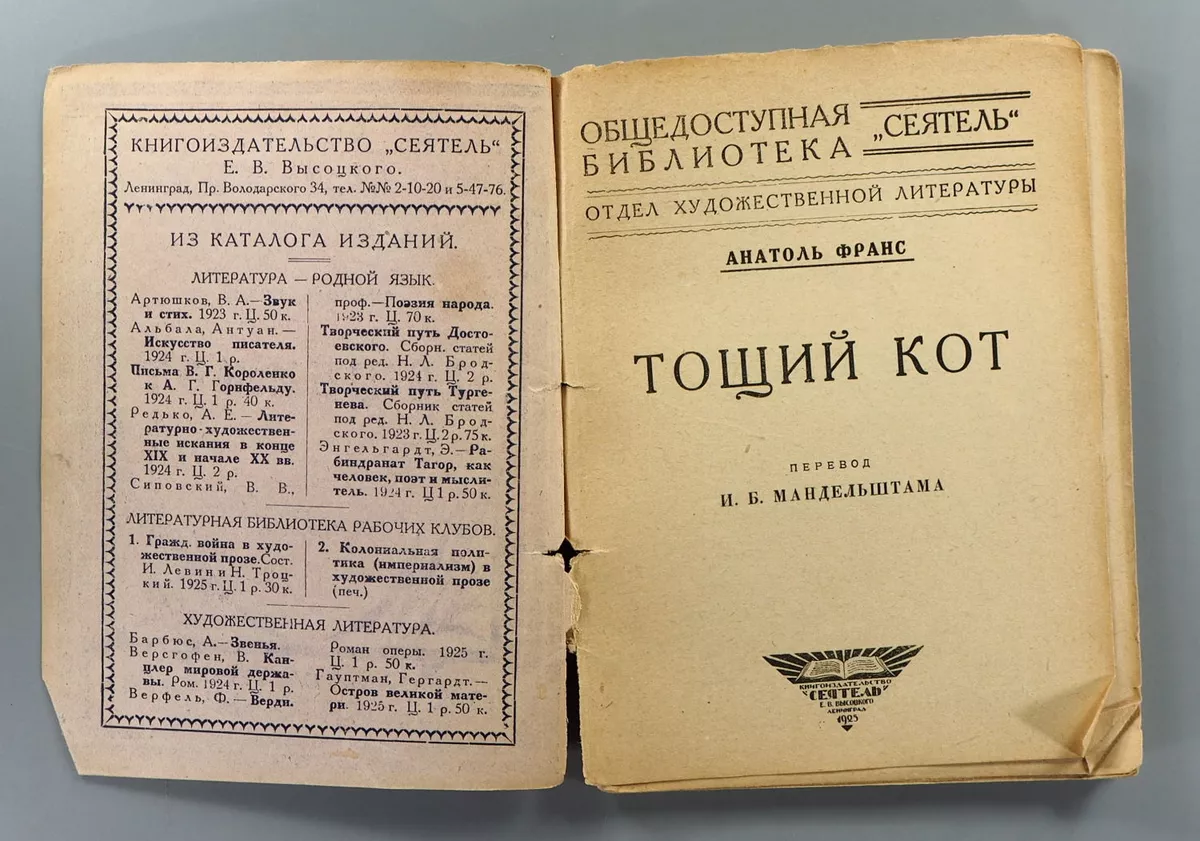 КНИГОИЗДАТЕЛЬСТВО „СЕЯТЕЛЬ“
Е. В. Высоцкого.
Ленинград, Пр. Володарского 34, тел. №№ 2-10-20 и 5-47-76.
ИЗ КАТАЛОГА ИЗДАНИЙ.
ЛИТЕРАТУРА — РОДНОЙ ЯЗЫК.
Артюшков, В. А.—Звук
и стих. 1923 г. Ц. 50 к.
Альбала, Антуан.—
Искусство писателя.
1924 г. Ц. 1 р.
Письма В. Г. Короленко
к А. Г. Горнфельду.
1924 г. Ц. 1 р. 40 к.
Редько, А. Е. — Лите-
ратурно-художествен-
ные искания в конце
XIX и начале XX вв.
1924 г. Ц. 2 р.
Сиповский, В. В.,
проф.—Поэзия народа.
1923 г. Ц. 70 к.
Творческий путь Досто-
евского. Сборн. статей
под ред. Н. Л. Брод-
ского. 1924 г. Ц. 2 р.
Творческий путь Турге-
нева. Сборник статей
под ред. Н. Л. Брод-
ского. 1923 г. Ц. 2 р. 75 к.
Энгельгардт, Э.—Ра-
биндранат Тагор, как
человек, поэт и мысли-
тель. 1924 г. Ц 1 р. 50 к.
ЛИТЕРАТУРНАЯ БИБЛИОТЕКА РАБОЧИХ КЛУБОВ.
1. Гражд. война в худо-
жественной прозе. Сост.
И. Левин и Н. Троц-
кий. 1925 г. Ц. 1 р. 30 к.
2. Колониальная поли-
тика (империализм) в
художественной прозе
(печ.)
ХУДОЖЕСТВЕННАЯ ЛИТЕРАТУРА.
Барбюс, А.—Звенья.
Версгофен, В. Кан-
цлер мировой держа-
вы. Ром. 1924 г. Ц. 1 р.
Верфель, Ф. — Верди.
Роман оперы. 1925 г.
Ц. 1 р. 50 к.
Гауптман, Гергардт.—
Остров великой мате-
ри. 1925 г. Ц. 1 р. 50 к.
ОБЩЕДОСТУПНАЯ
БИБЛИОТЕКА „СЕЯТЕЛЬ“
ОТДЕЛ ХУДОЖЕСТВЕННОЙ ЛИТЕРАТУРЫ
АНАТОЛЬ ФРАНС
ТОЩИЙ КОТ
ПЕРЕВОД
И. Б. МАНДЕЛЬШТАМА
КНИГОИЗДАТЕЛЬСТВО
"СЕЯТЕЛЬ"
Е. В. ВЫСОЦКОГО
ЛЕНИНГРАД
1925